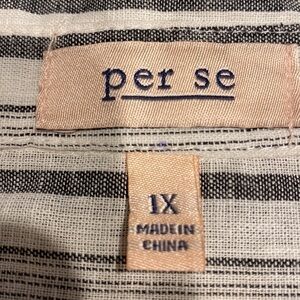 per se
1X
MADE IN
CHINA